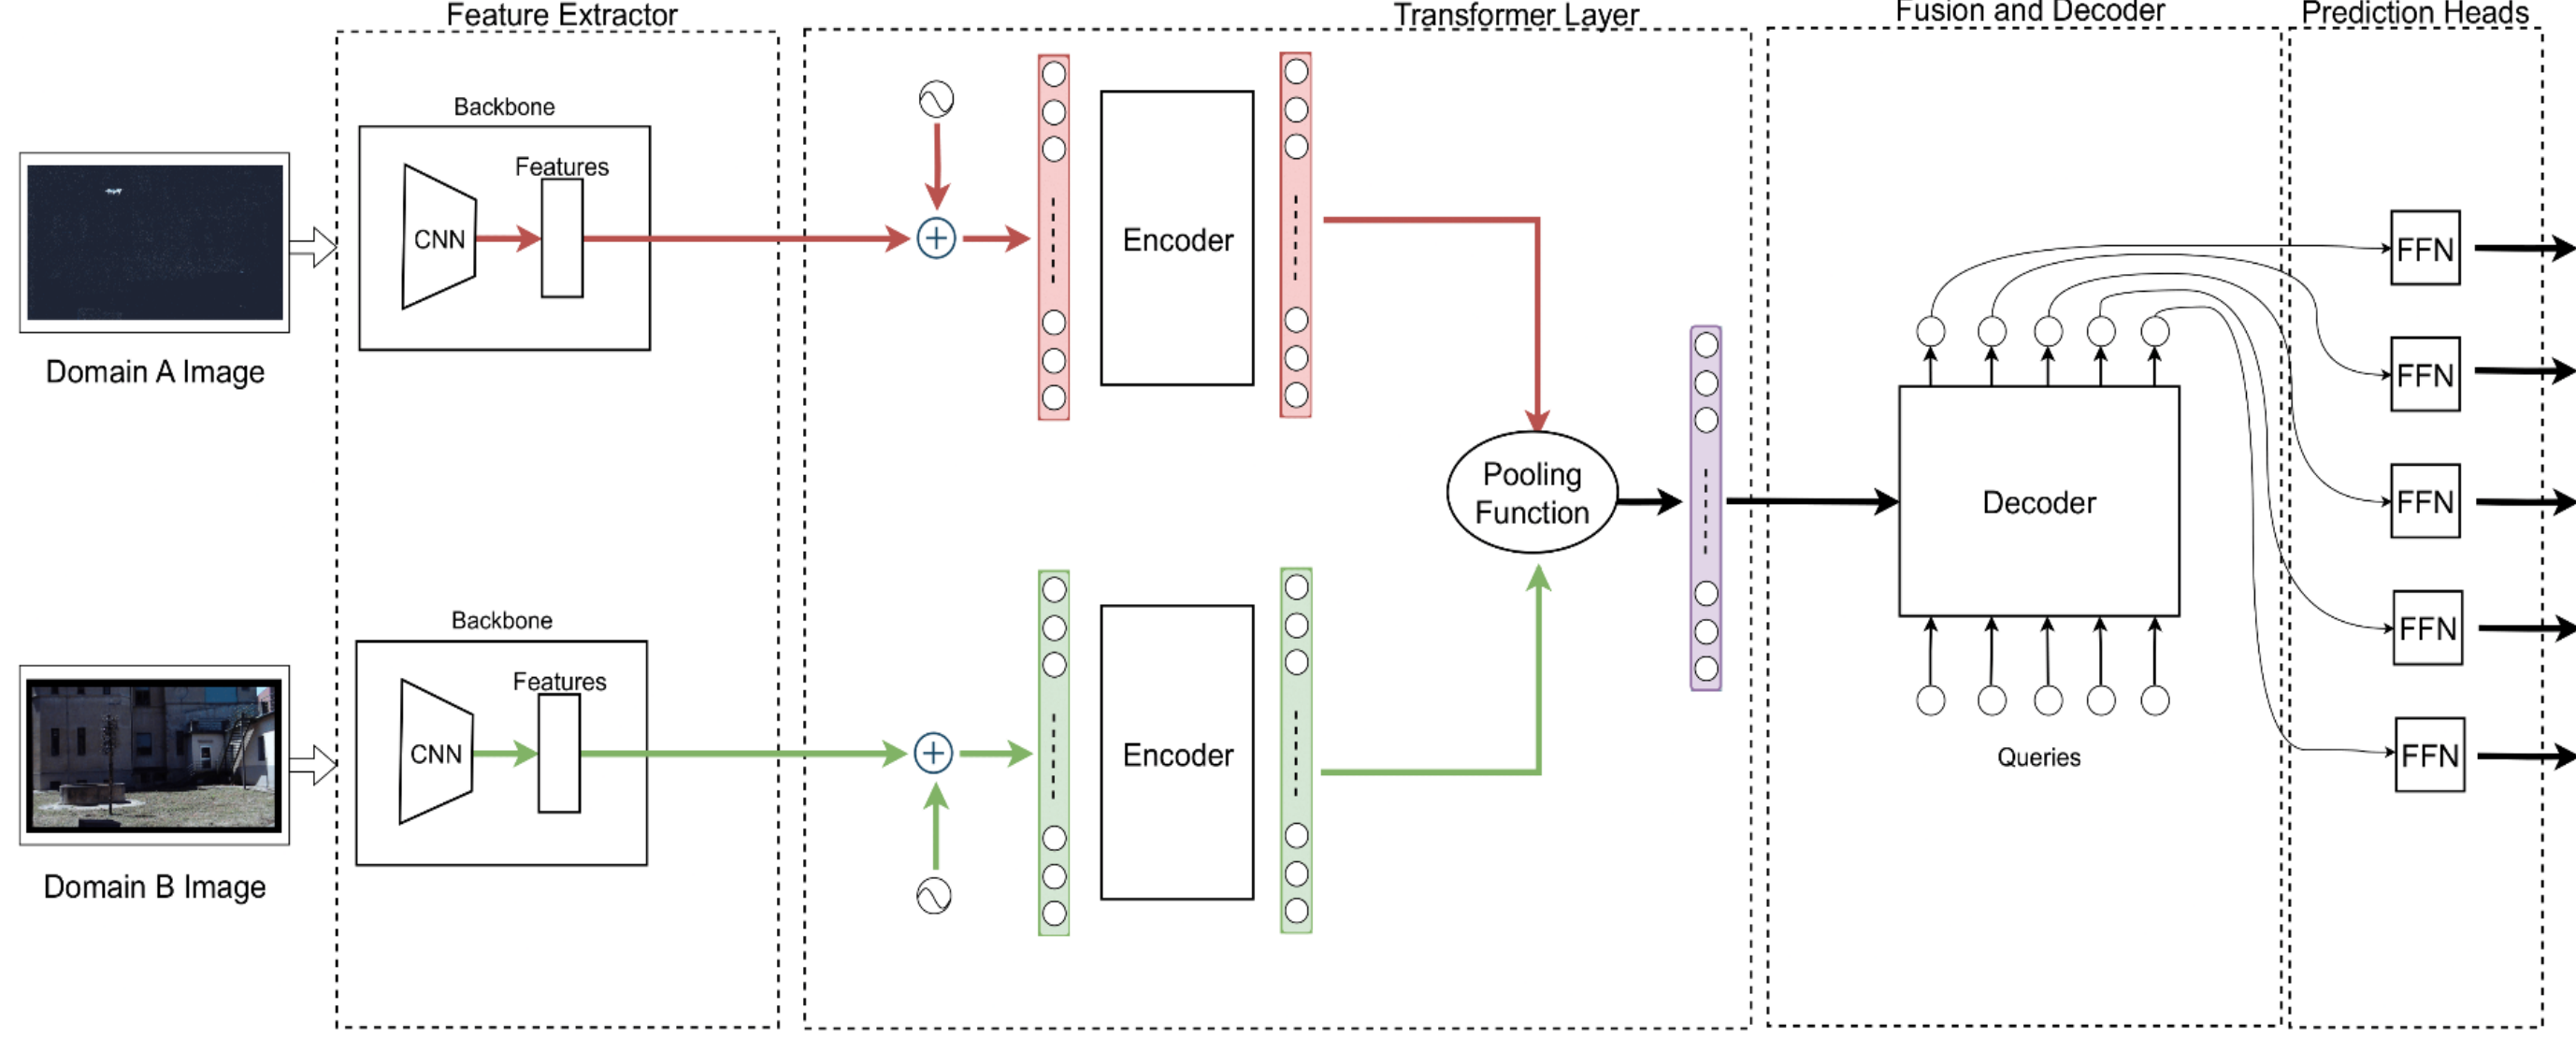 Feature Extractor
Transformer Layer
Fusion and Decoder
Prediction Heads
Backbone
Features
CNN
Domain A Image
Encoder
Pooling
Function
Backbone
Features
CNN
Domain B Image
Encoder
Decoder
Queries
FFN
FFN
FFN
FFN
FFN